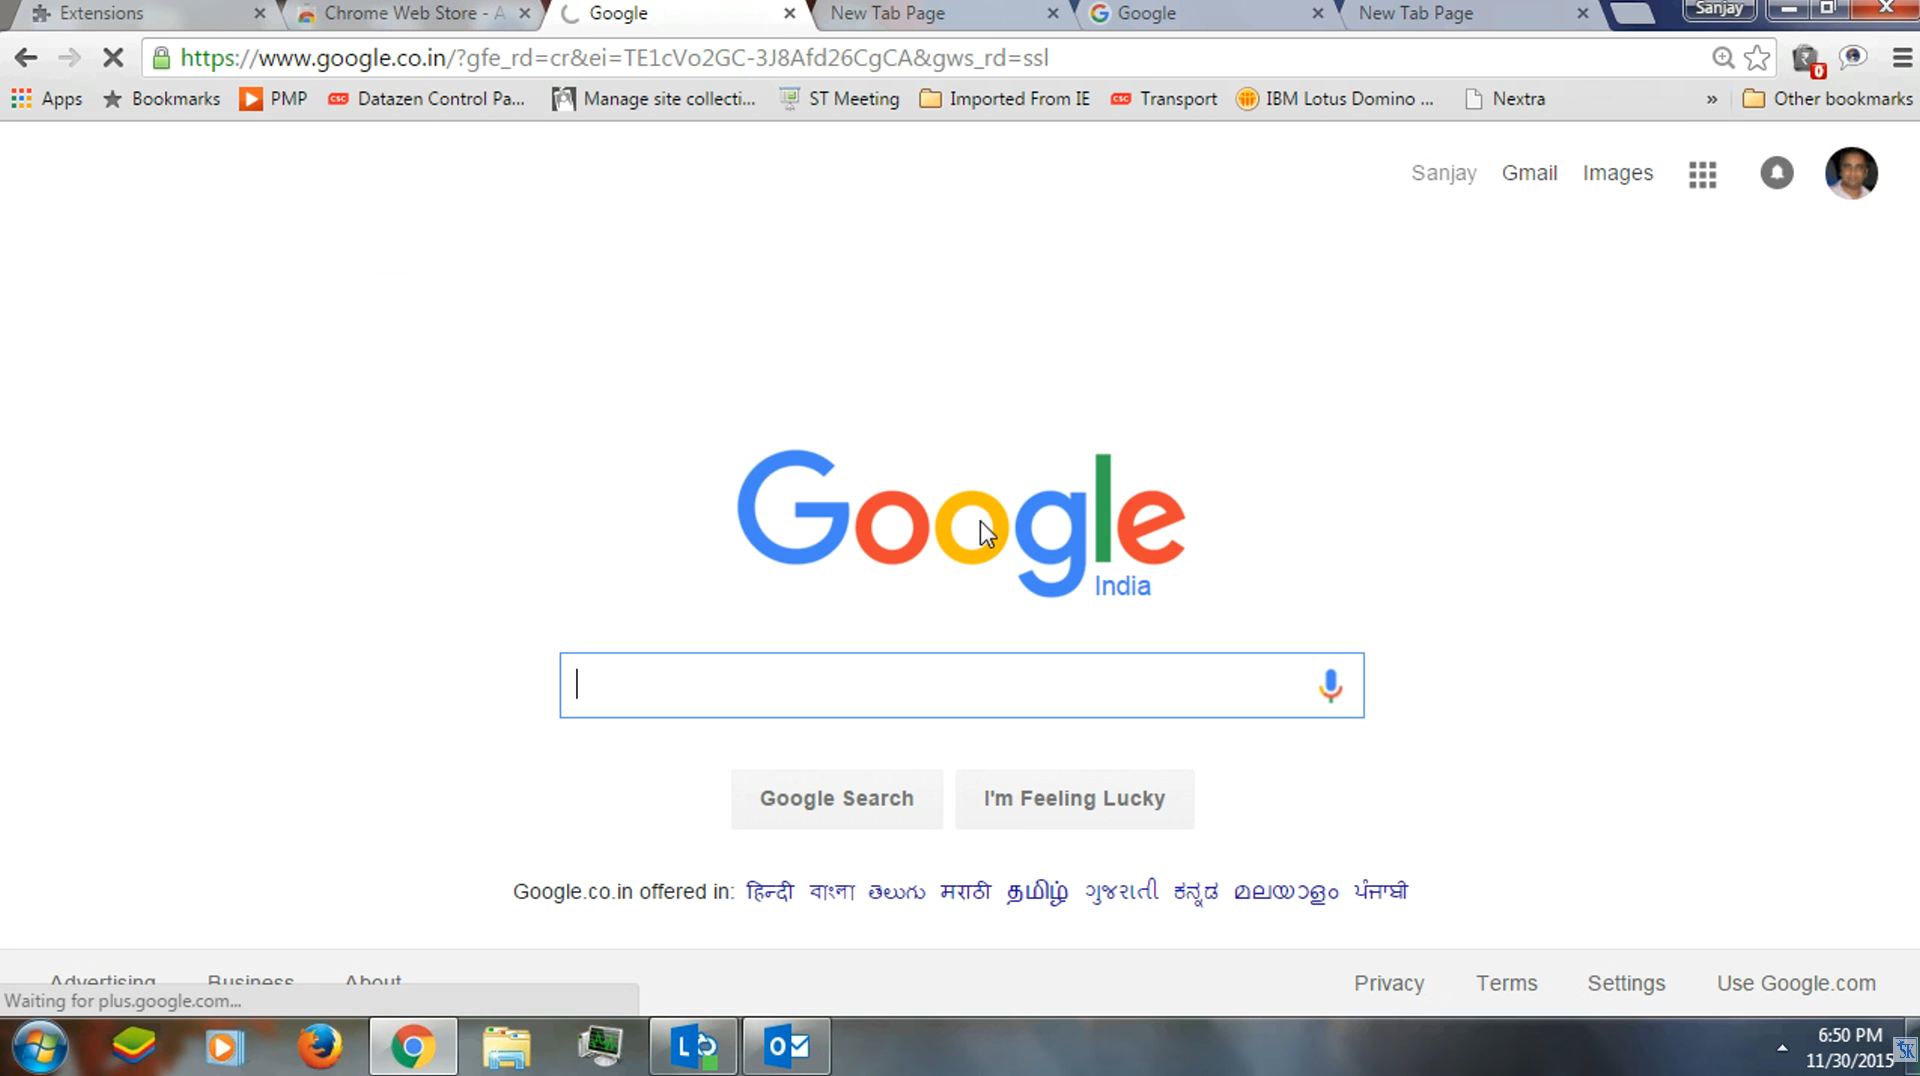 Extensions
Chrome Web Store - A
Google
New Tab Page
Google
New Tab Page
Sanjay
https://www.google.co.in/?gfe_rd=cr&ei=TE1cVo2GC-3J8Afd26CgCA&gws_rd=ssl
0
Apps
Bookmarks
PMP
CSC Datazen Control Pa...
Manage site collecti...
ST Meeting
Imported From IE
CSC Transport
IBM Lotus Domino ...
Nextra
»
Other bookmarks
Sanjay
Gmail
Images
Google
India
Google Search
I'm Feeling Lucky
Google.co.in offered in: हिन्दी বাংলা తెలుగు मराठी தமிழ் ગુજરાતી ಕನ್ನಡ മലയാളം ਪੰਜਾਬੀ
Advertising
Business
About
Privacy
Terms
Settings
Use Google.com
Waiting for plus.google.com...
6:50 PM
11/30/2015
SK